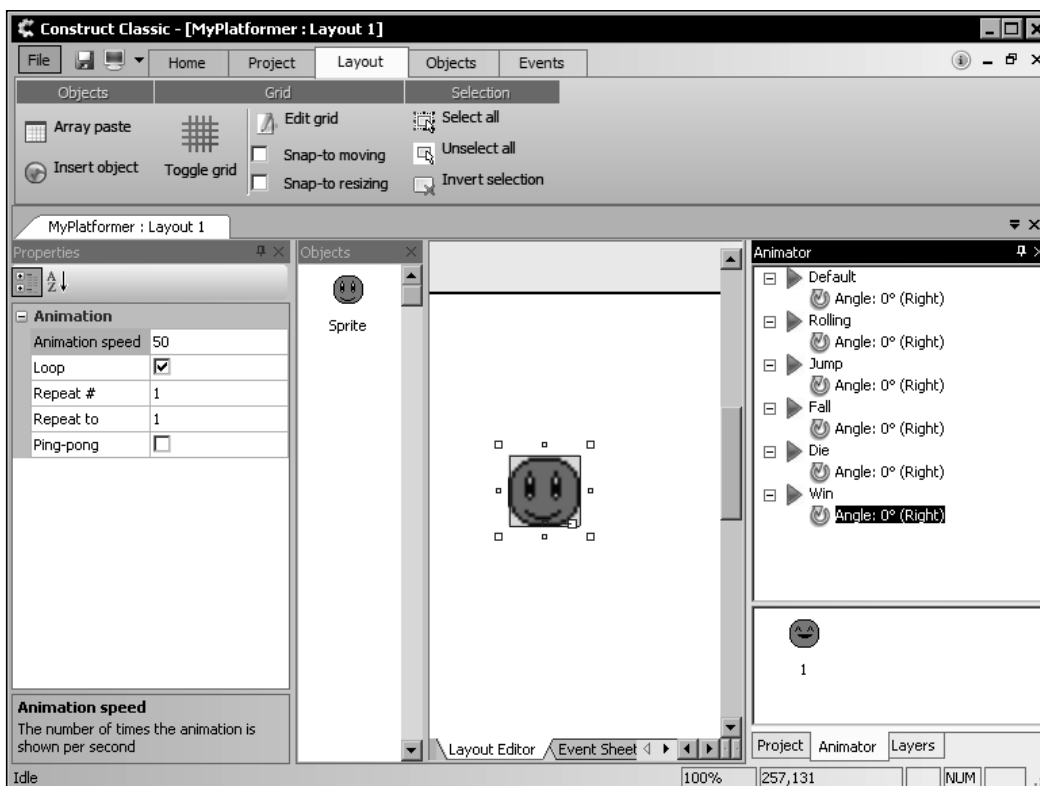 Construct Classic - [MyPlatformer : Layout 1]
File Home Project Layout Objects Events
Objects Grid Selection
Array paste
Insert object
Toggle grid
Edit grid
Snap-to moving
Snap-to resizing
Select all
Unselect all
Invert selection
MyPlatformer : Layout 1
Properties
A
Z
Animation
Animation speed 50
Loop
Repeat # 1
Repeat to 1
Ping-pong
Animation speed
The number of times the animation is
shown per second
Objects
Sprite
Layout Editor Event Sheet
Animator
Default
Angle: 0° (Right)
Rolling
Angle: 0° (Right)
Jump
Angle: 0° (Right)
Fall
Angle: 0° (Right)
Die
Angle: 0° (Right)
Win
Angle: 0° (Right)
1
Project Animator Layers
Idle 100% 257,131 NUM